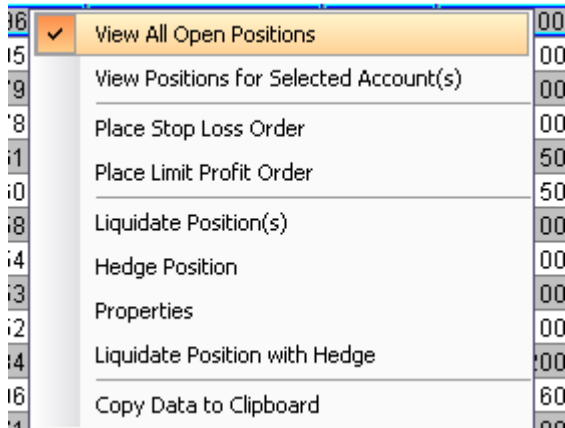 View All Open Positions
View Positions for Selected Account(s)
Place Stop Loss Order
Place Limit Profit Order
Liquidate Position(s)
Hedge Position
Properties
Liquidate Position with Hedge
Copy Data to Clipboard